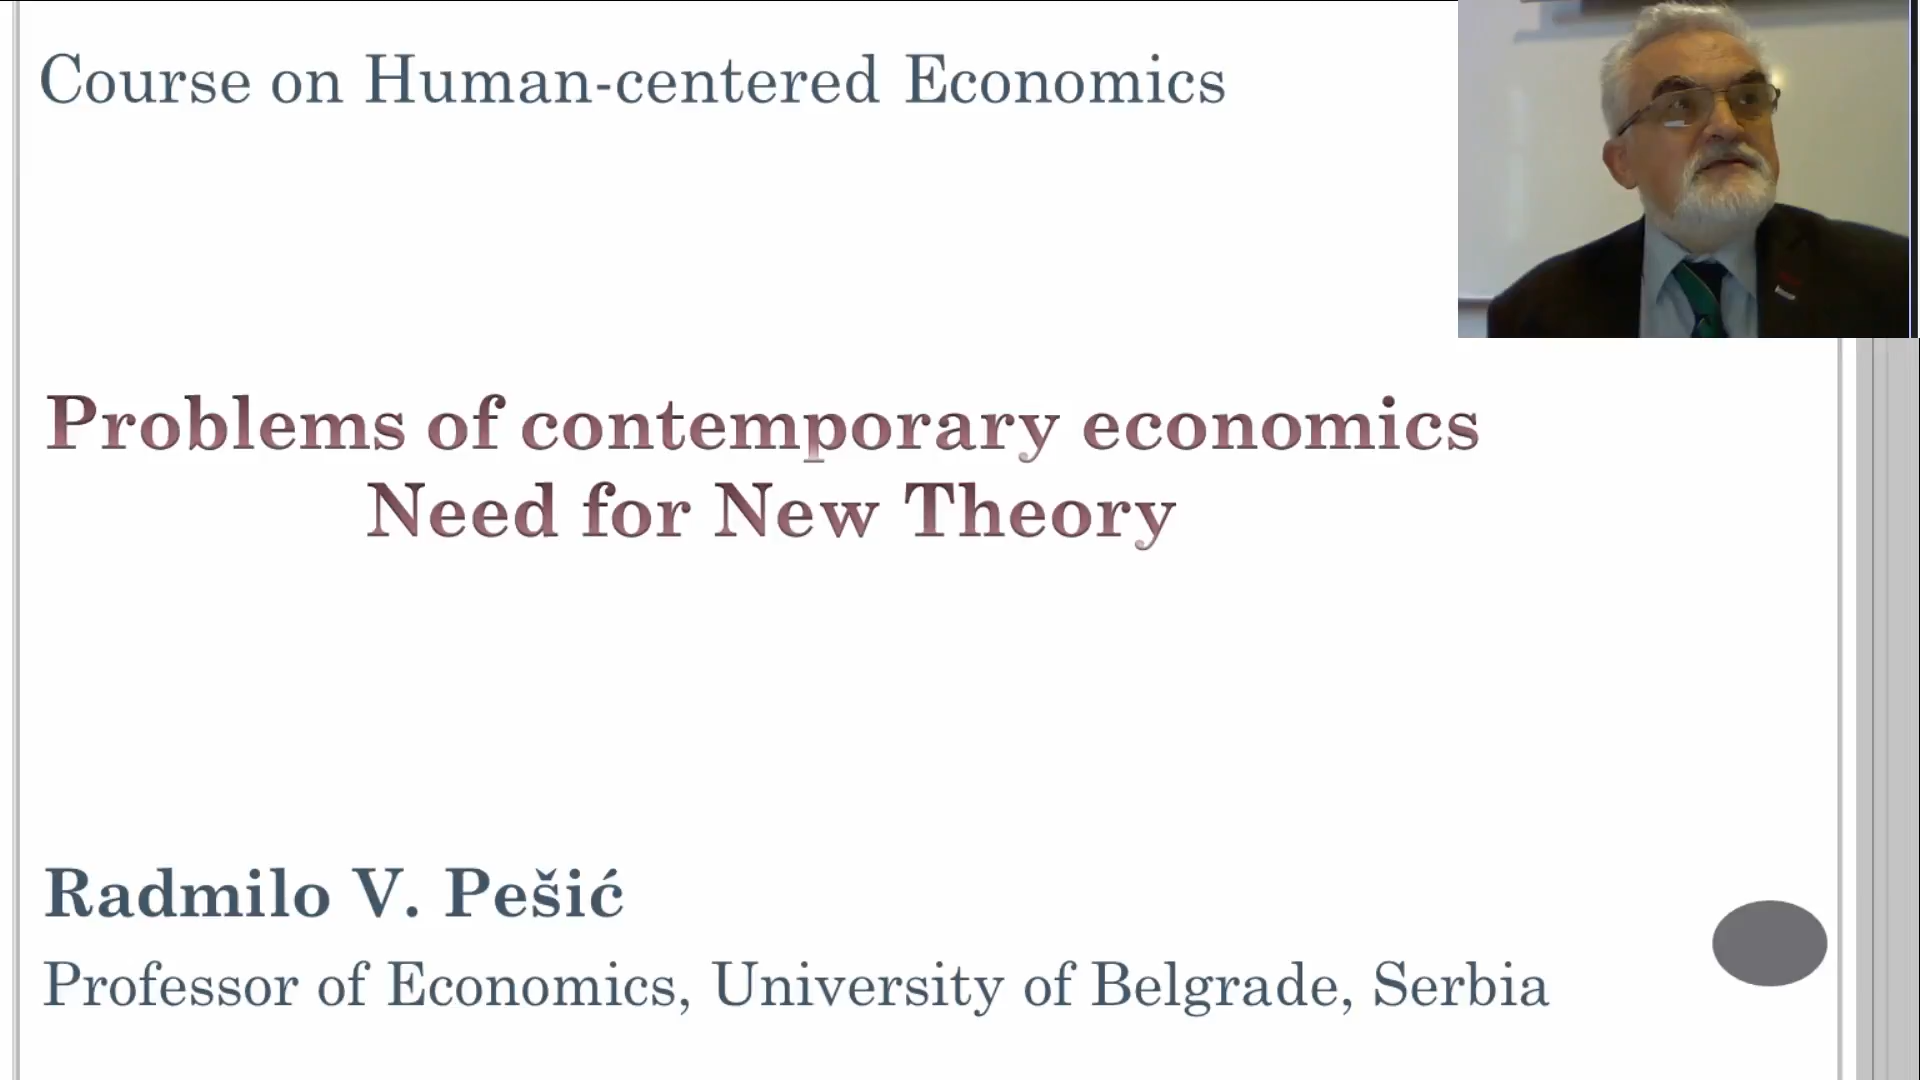 Course on Human-centered Economics
Problems of contemporary economics
Need for New Theory
Radmilo V. Pešić
Professor of Economics, University of Belgrade, Serbia